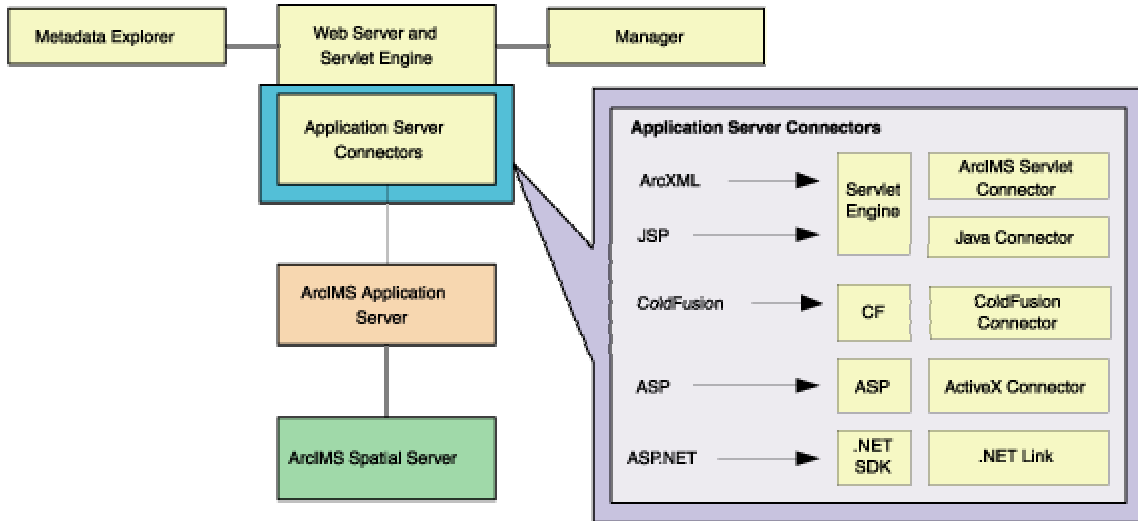 Metadata Explorer
Web Server and
Servlet Engine
Manager
Application Server
Connectors
ArcIMS Application
Server
ArcIMS Spatial Server
Application Server Connectors
ArcXML
Servlet
Engine
ArcIMS Servlet
Connector
JSP
Java Connector
ColdFusion
CF
ColdFusion
Connector
ASP
ASP
ActiveX Connector
ASP.NET
.NET
SDK
.NET Link